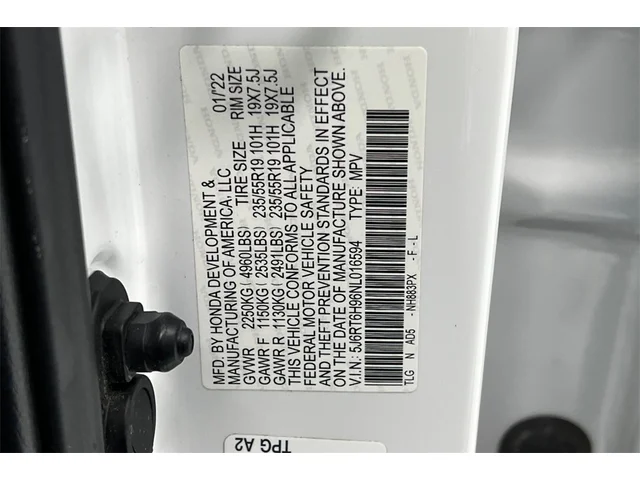 MFD. BY HONDA DEVELOPMENT &
MANUFACTURING OF AMERICA, LLC 01/'22
GVWR 2250KG ( 4960LBS) TIRE SIZE RIM SIZE
GAWR F 1150KG ( 2535LBS) 235/55R19 101H 19X7.5J
GAWR R 1130KG ( 2491LBS) 235/55R19 101H 19X7.5J
THIS VEHICLE CONFORMS TO ALL APPLICABLE
FEDERAL MOTOR VEHICLE SAFETY
AND THEFT PREVENTION STANDARDS IN EFFECT
ON THE DATE OF MANUFACTURE SHOWN ABOVE.
V.I.N: 5J6RT6H96NL016594 TYPE: MPV
TLG N AD5 -NH883PX -F-L
TPG A2